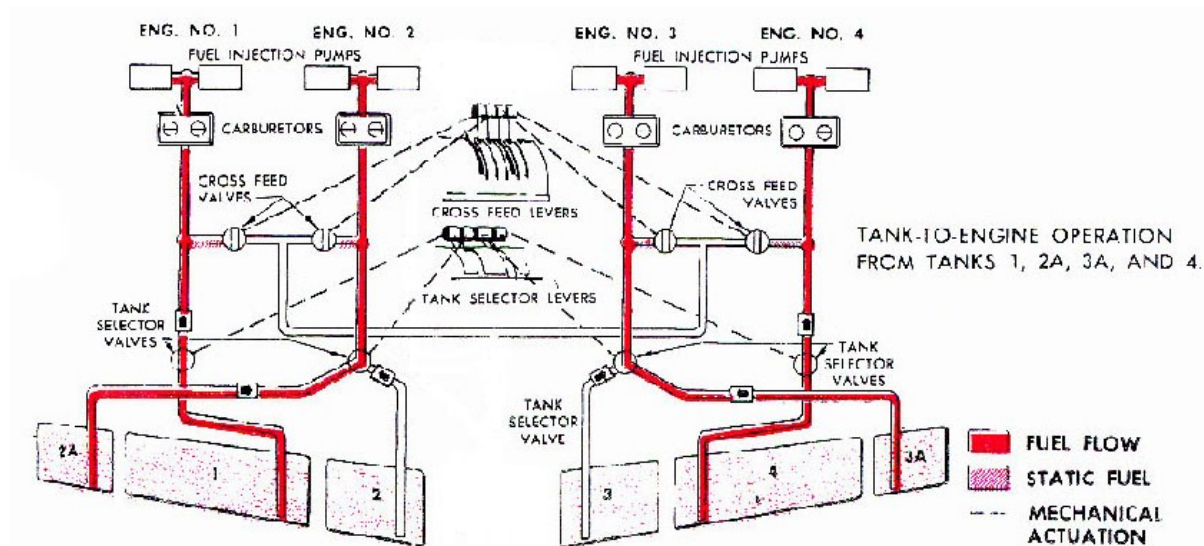 ENG. NO. 1
ENG. NO. 2
ENG. NO. 3
ENG. NO. 4
FUEL INJECTION PUMPS
FUEL INJECTION PUMPS
CARBURETORS
CARBURETORS
CROSS FEED
VALVES
CROSS FEED LEVERS
CROSS FEED
VALVES
TANK-TO-ENGINE OPERATION
FROM TANKS 1, 2A, 3A, AND 4.
TANK SELECTOR LEVERS
TANK
SELECTOR
VALVES
TANK
SELECTOR
VALVES
TANK
SELECTOR
VALVE
TANK
SELECTOR
VALVE
2A
1
2
3
4
3A
FUEL FLOW
STATIC FUEL
MECHANICAL
ACTUATION